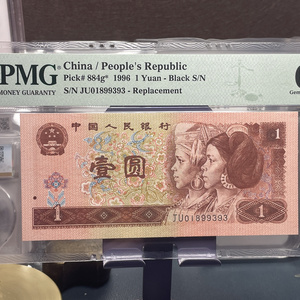 PMG
MONEY GUARANTY
China / People's Republic
Pick# 884g* 1996 1 Yuan - Black S/N
S/N JU01899393 - Replacement
中国人民银行
1
壹圆
JU01899393
1
1